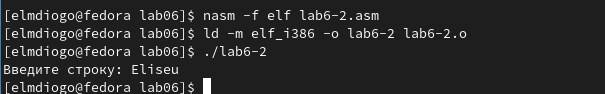 [elmdiogo@fedora lab06]$ nasm -f elf lab6-2.asm
[elmdiogo@fedora lab06]$ ld -m elf_i386 -o lab6-2 lab6-2.o
[elmdiogo@fedora lab06]$ ./lab6-2
Введите строку: Eliseu
[elmdiogo@fedora lab06]$